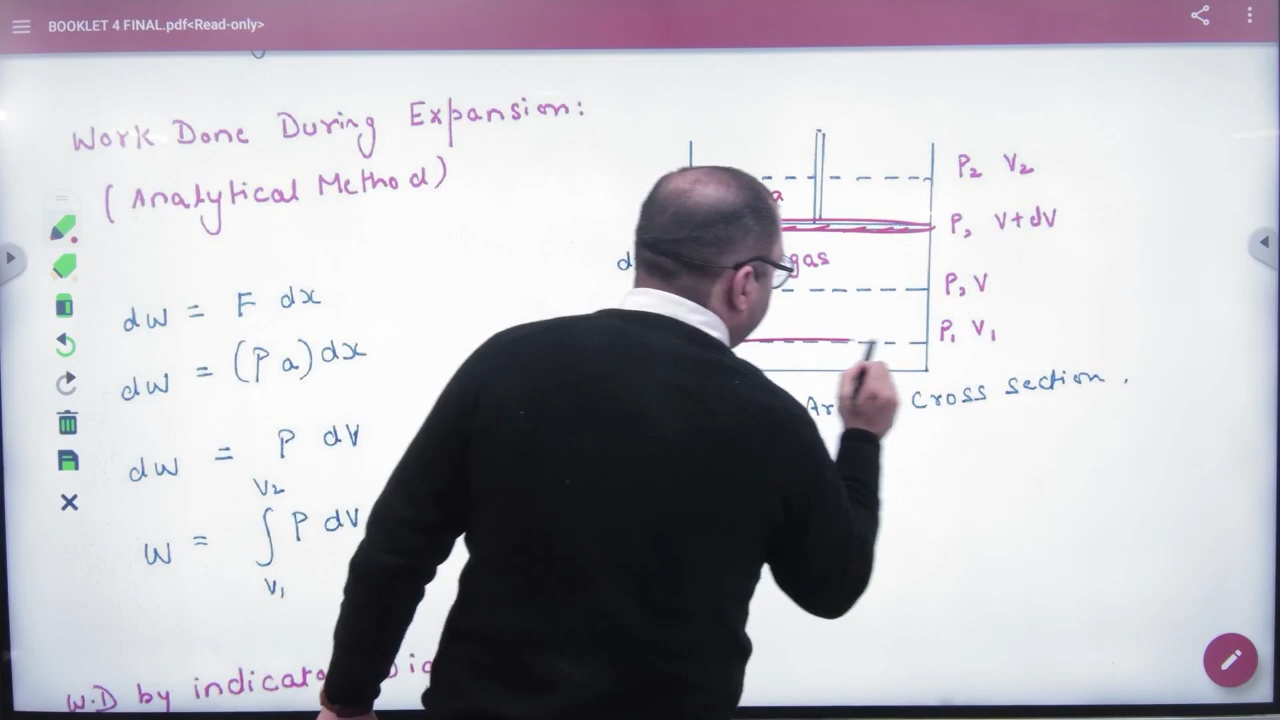 BOOKLET 4 FINAL.pdf<Read-only>
Work Done During Expansion:
(Analytical Method)
dw = F dx
dw = (P a) dx
dw = P dV
w = ∫ P dV
V2
V1
W.D by
P2 V2
a
P, V+dV
gas
P, V
P1 V1
Cross section.